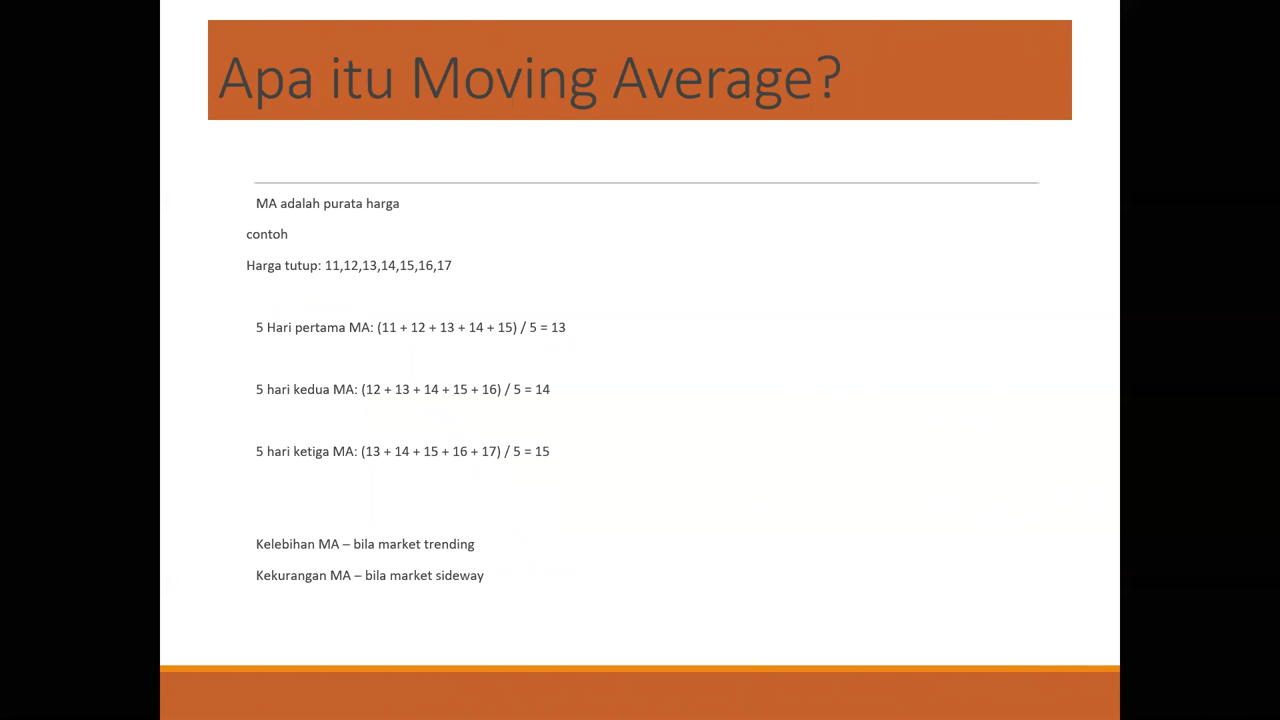 Apa itu Moving Average?
MA adalah purata harga
contoh
Harga tutup: 11,12,13,14,15,16,17
5 Hari pertama MA: (11 + 12 + 13 + 14 + 15) / 5 = 13
5 hari kedua MA: (12 + 13 + 14 + 15 + 16) / 5 = 14
5 hari ketiga MA: (13 + 14 + 15 + 16 + 17) / 5 = 15
Kelebihan MA – bila market trending
Kekurangan MA – bila market sideway